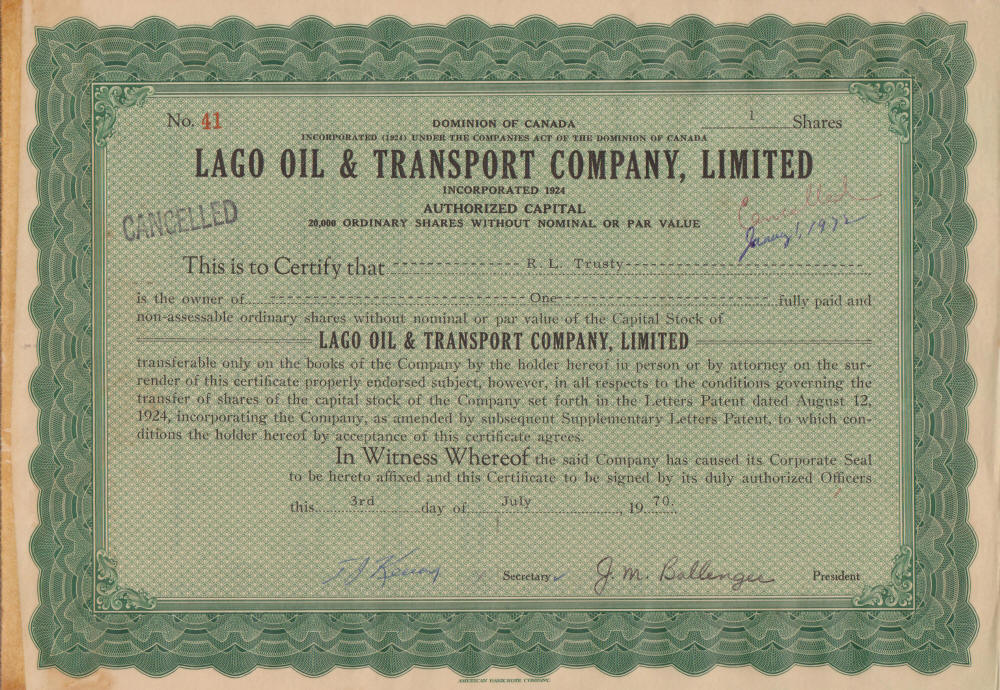 No. 41
DOMINION OF CANADA
1 Shares
INCORPORATED (1924) UNDER THE COMPANIES ACT OF THE DOMINION OF CANADA
LAGO OIL & TRANSPORT COMPANY, LIMITED
INCORPORATED 1924
AUTHORIZED CAPITAL
20,000 ORDINARY SHARES WITHOUT NOMINAL OR PAR VALUE
CANCELLED
Cancelled
January 1, 1972
This is to Certify that R. L. Trusty
is the owner of One fully paid and
non-assessable ordinary shares without nominal or par value of the Capital Stock of
LAGO OIL & TRANSPORT COMPANY, LIMITED
transferable only on the books of the Company by the holder hereof in person or by attorney on the sur-
render of this certificate properly endorsed subject, however, in all respects to the conditions governing the
transfer of shares of the capital stock of the Company set forth in the Letters Patent dated August 12,
1924, incorporating the Company, as amended by subsequent Supplementary Letters Patent, to which con-
ditions the holder hereof by acceptance of this certificate agrees.
In Witness Whereof the said Company has caused its Corporate Seal
to be hereto affixed and this Certificate to be signed by its duly authorized Officers
this 3rd day of July, 1970.
Secretary J. M. Ballenger President
AMERICAN BANK NOTE COMPANY.